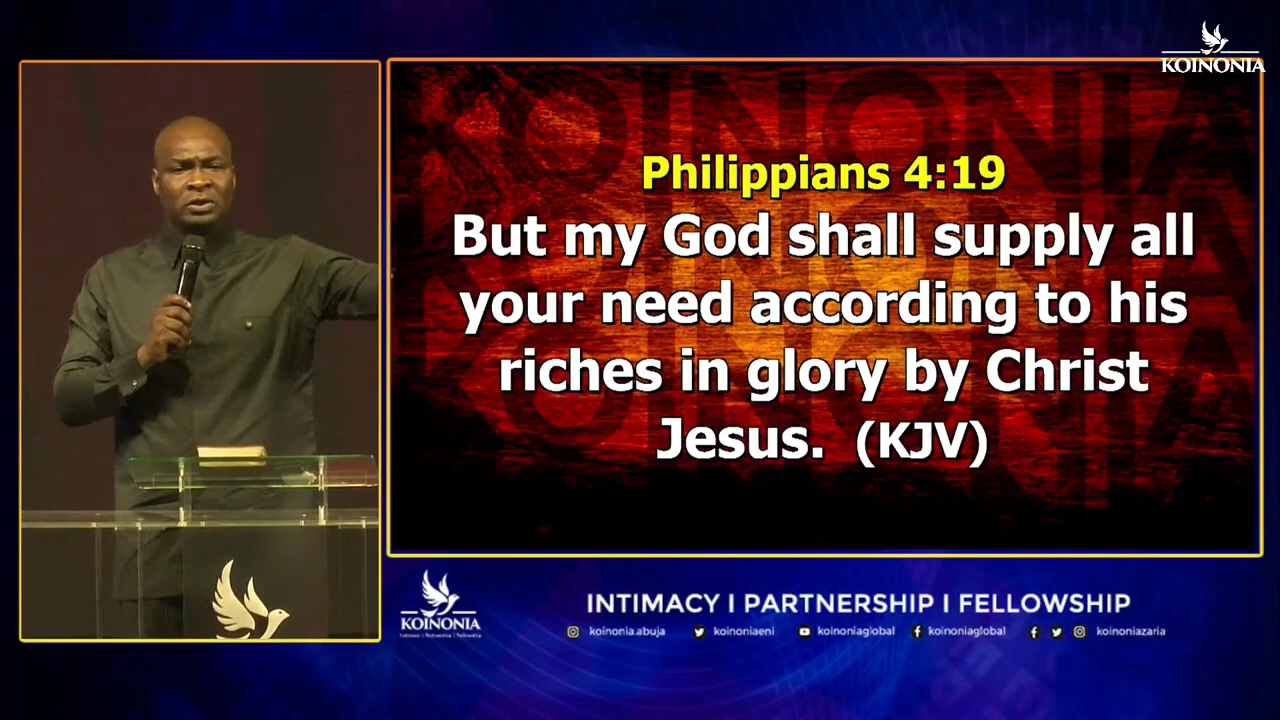 KOINONIA
Philippians 4:19
But my God shall supply all
your need according to his
riches in glory by Christ
Jesus. (KJV)
KOINONIA
INTIMACY I PARTNERSHIP I FELLOWSHIP
koinonia.abuja koinoniaeni koinoniaglobal koinoniaglobal koinoniazaria